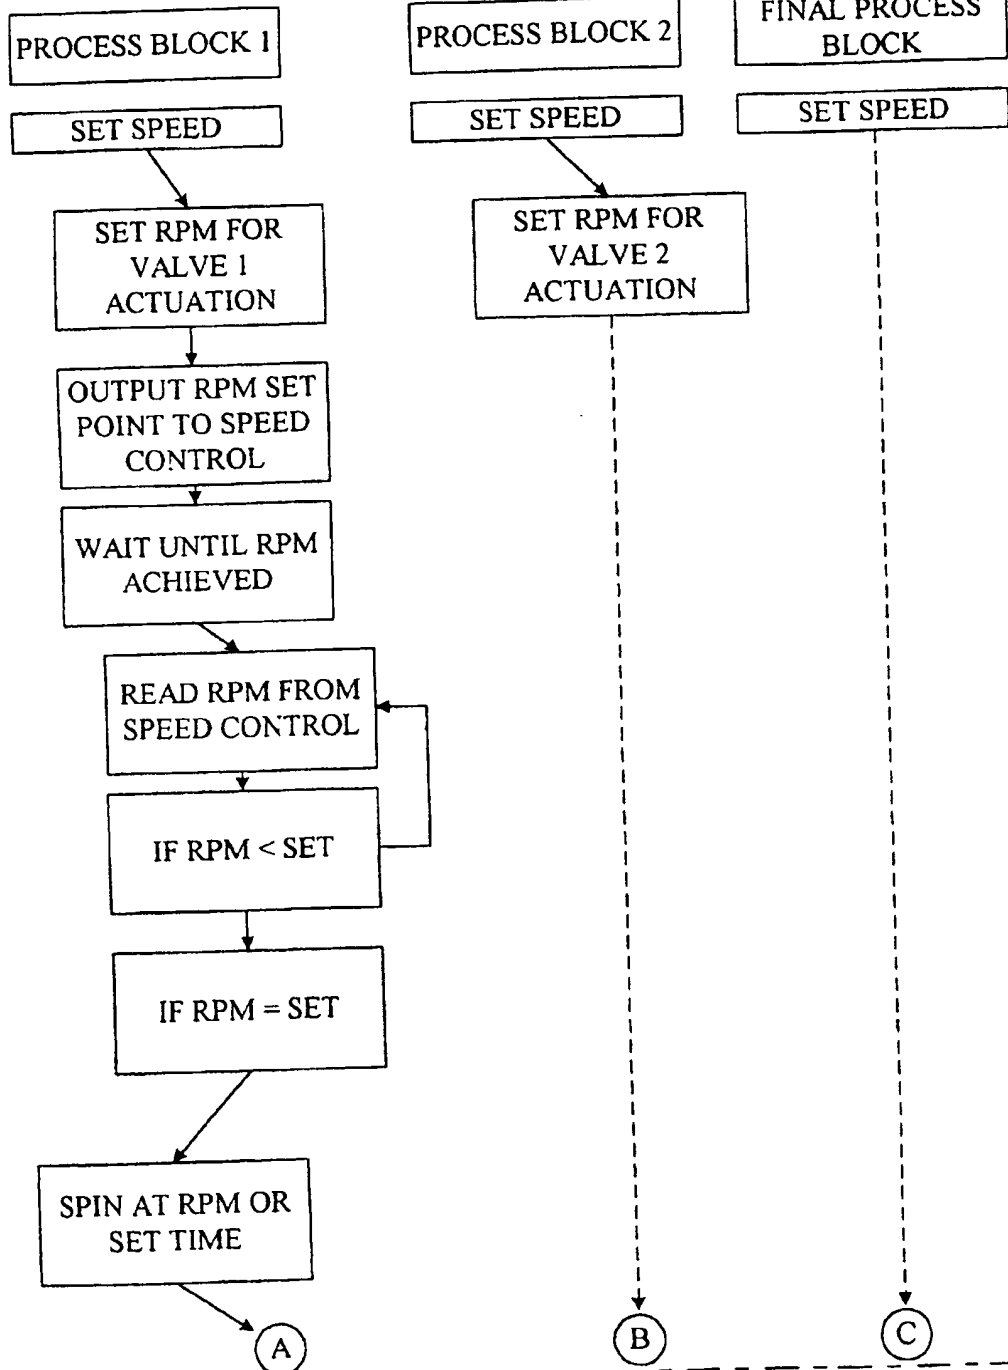 PROCESS BLOCK 1
SET SPEED
SET RPM FOR
VALVE 1
ACTUATION
OUTPUT RPM SET
POINT TO SPEED
CONTROL
WAIT UNTIL RPM
ACHIEVED
READ RPM FROM
SPEED CONTROL
IF RPM < SET
IF RPM = SET
SPIN AT RPM OR
SET TIME
A
PROCESS BLOCK 2
SET SPEED
SET RPM FOR
VALVE 2
ACTUATION
B
FINAL PROCESS
BLOCK
SET SPEED
C